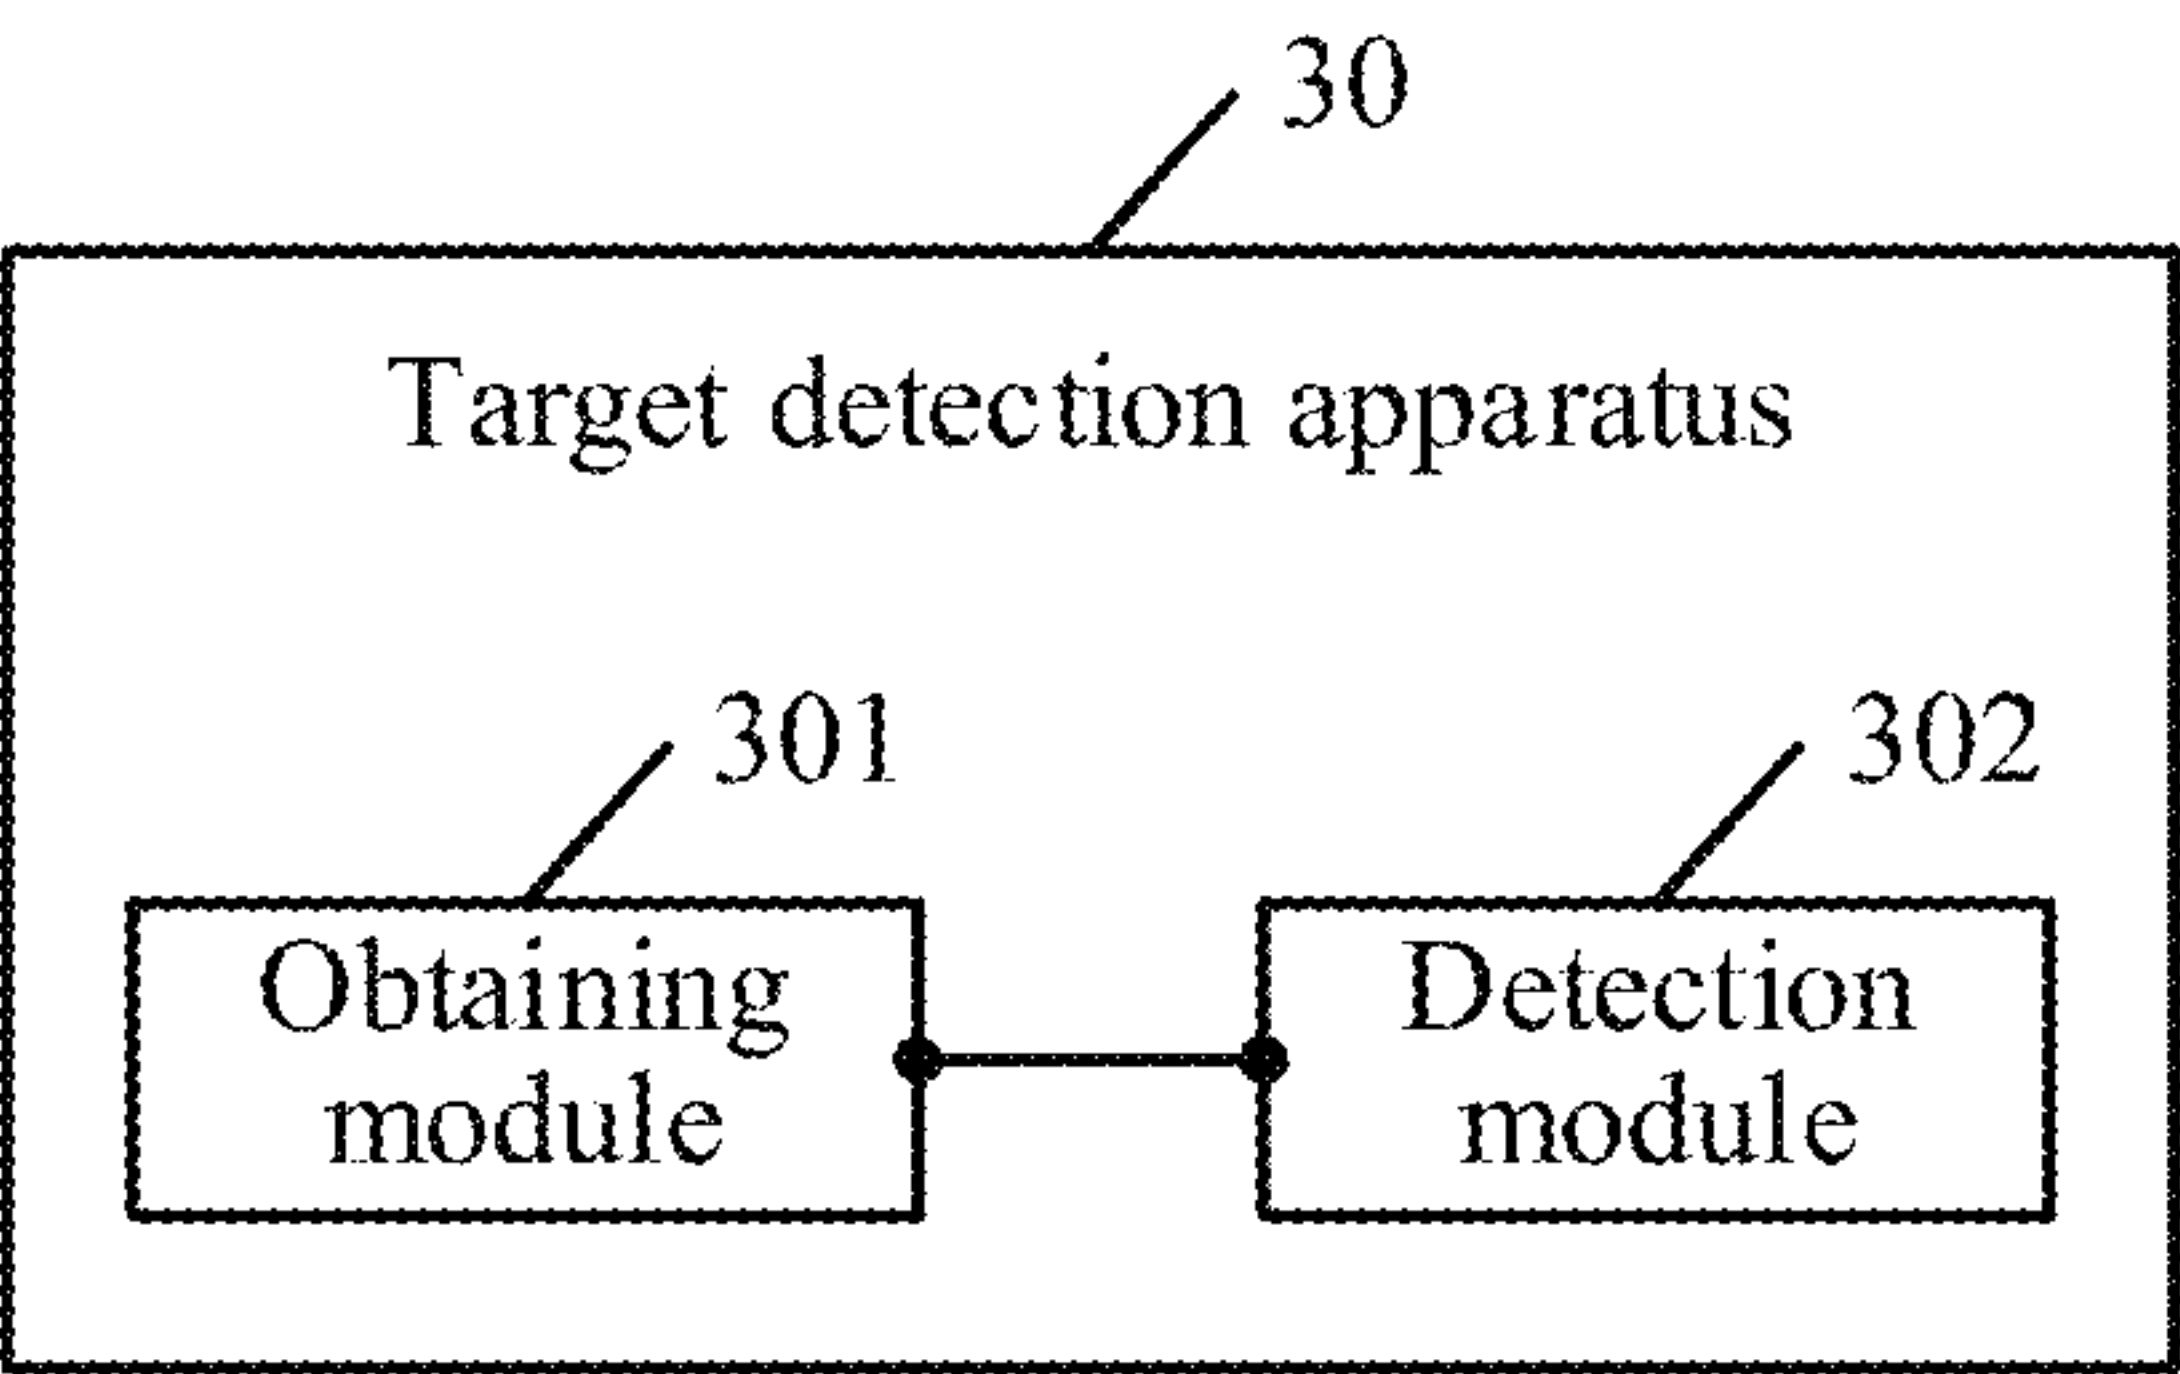 30
Target detection apparatus
301
302
Obtaining
module
Detection
module